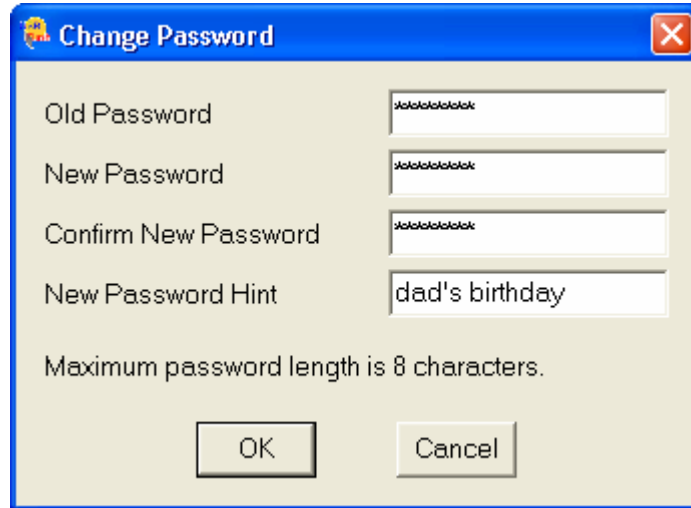 Change Password
Old Password ********
New Password ********
Confirm New Password ********
New Password Hint dad's birthday
Maximum password length is 8 characters.
OK Cancel